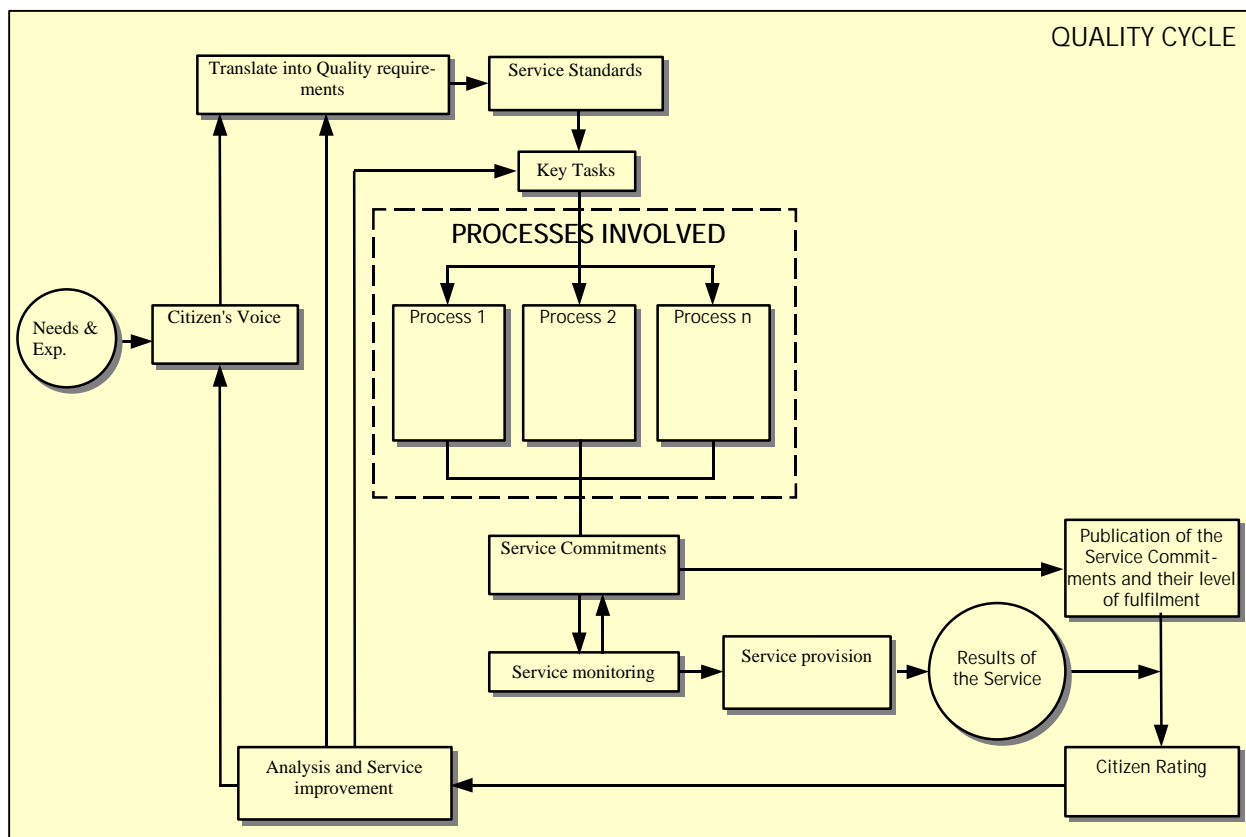 QUALITY CYCLE
Translate into Quality require-
ments
Service Standards
Key Tasks
PROCESSES INVOLVED
Needs &
Exp.
Citizen's Voice
Process 1
Process 2
Process n
Service Commitments
Publication of the
Service Commit-
ments and their level
of fulfilment
Service monitoring
Service provision
Results of
the Service
Analysis and Service
improvement
Citizen Rating